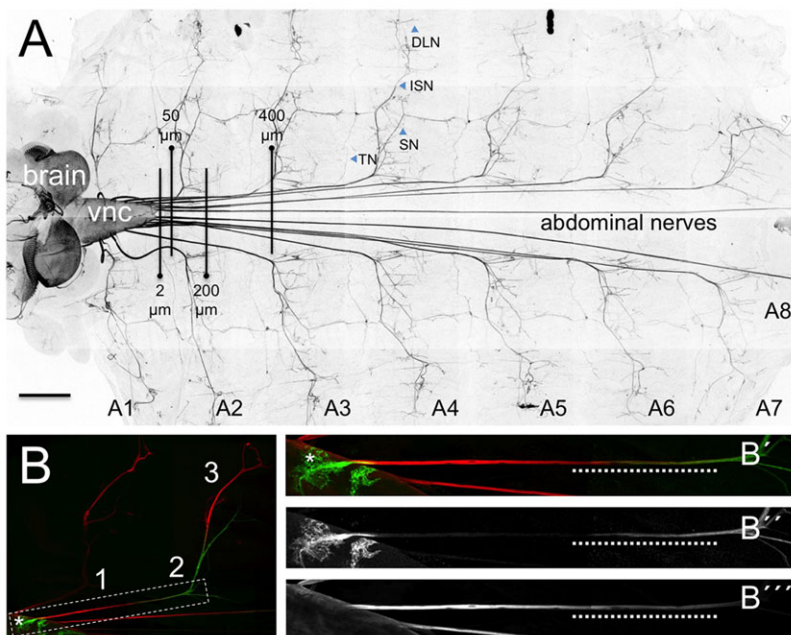 A
DLN
ISN
50
µm
400
µm
SN
TN
brain
vnc
abdominal nerves
2
µm
200
µm
A8
A1 A2 A3 A4 A5 A6 A7
B
3
1
2
*
* B´
B´´
B´´´